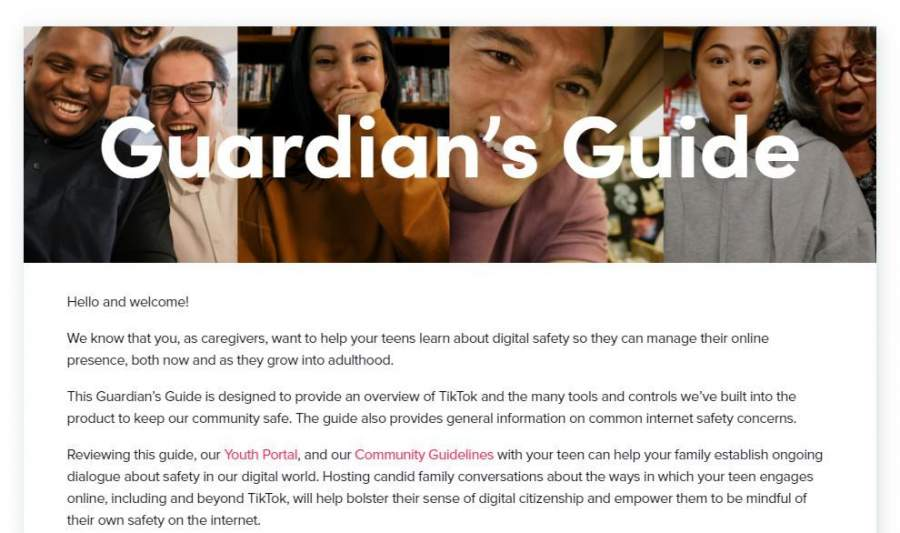 Guardian's Guide
Hello and welcome!
We know that you, as caregivers, want to help your teens learn about digital safety so they can manage their online
presence, both now and as they grow into adulthood.
This Guardian's Guide is designed to provide an overview of TikTok and the many tools and controls we've built into the
product to keep our community safe. The guide also provides general information on common internet safety concerns.
Reviewing this guide, our Youth Portal, and our Community Guidelines with your teen can help your family establish ongoing
dialogue about safety in our digital world. Hosting candid family conversations about the ways in which your teen engages
online, including and beyond TikTok, will help bolster their sense of digital citizenship and empower them to be mindful of
their own safety on the internet.